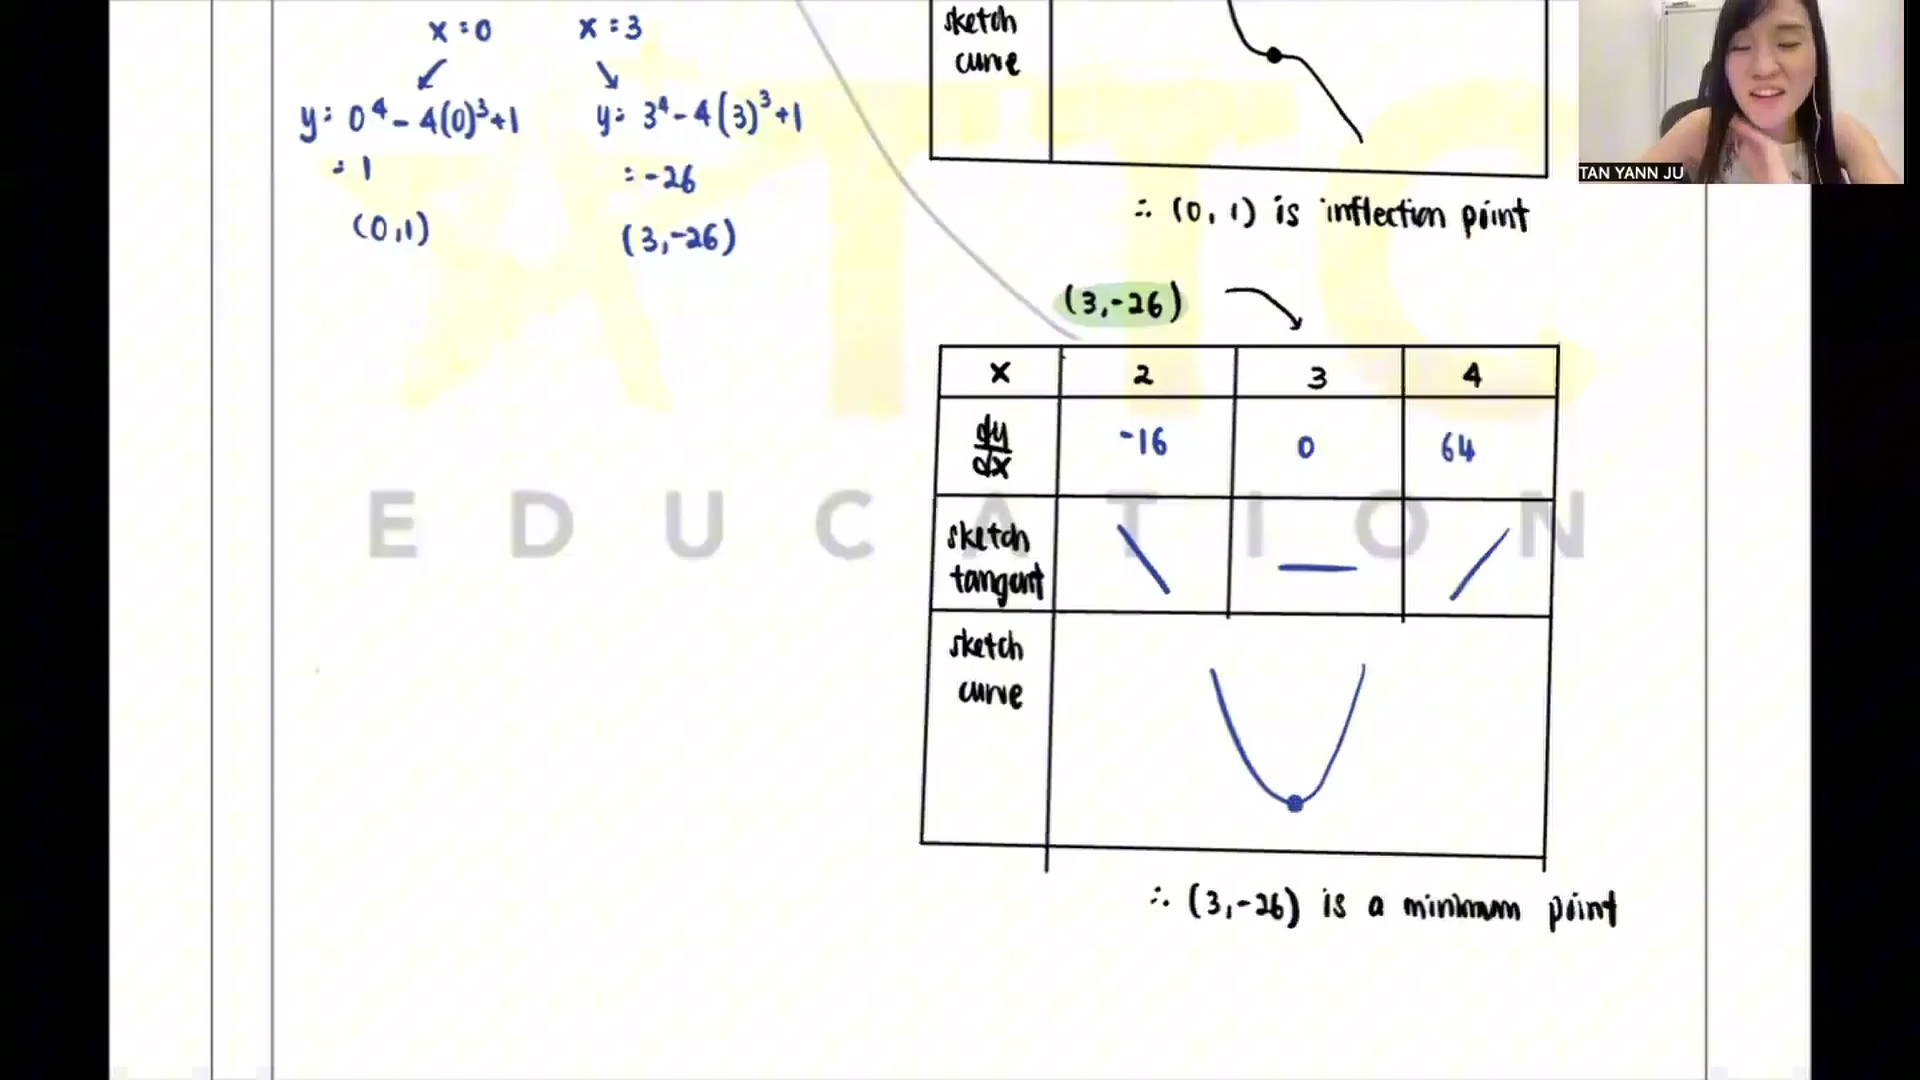 x = 0
x = 3
y = 0⁴ - 4(0)³ + 1
= 1
(0,1)
y = 3⁴ - 4(3)³ + 1
= -26
(3,-26)
sketch
curve
∴ (0, 1) is inflection point
(3,-26)
x 2 3 4
dy/dx -16 0 64
sketch
tangent
sketch
curve
∴ (3,-26) is a minimum point
TTC
EDUCATION
TAN YANN JU